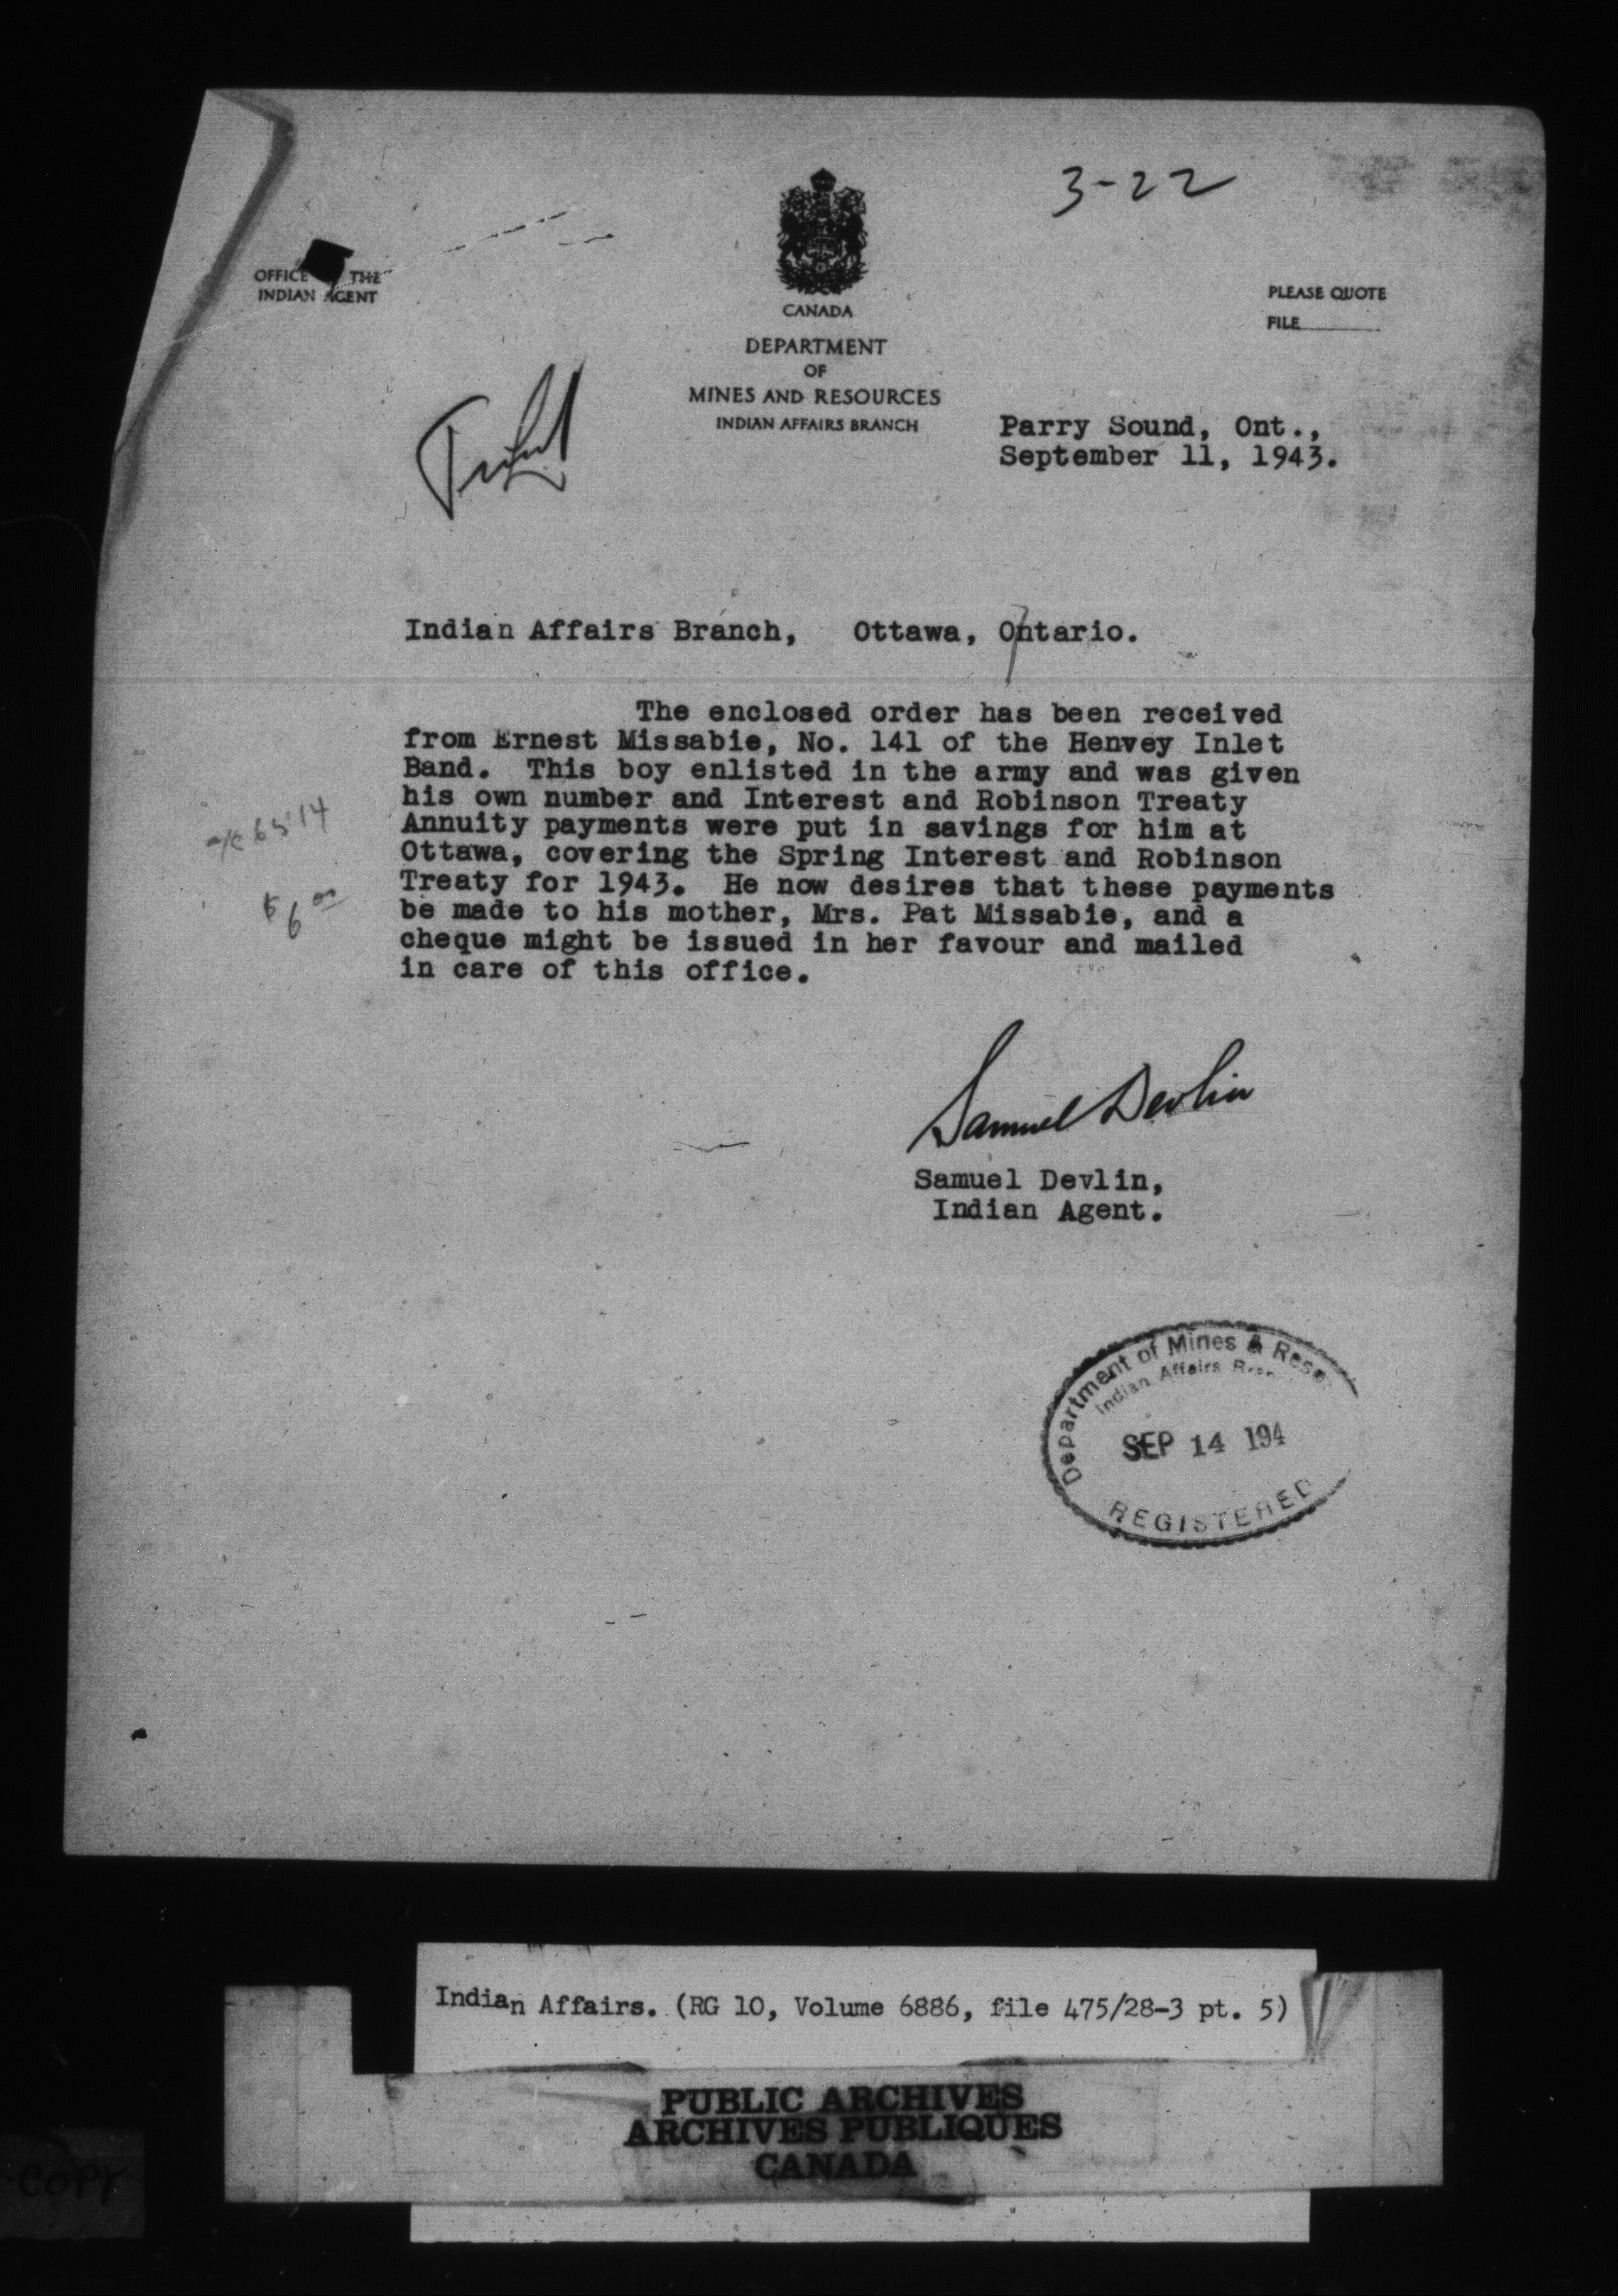 3-22
OFFICE THE
INDIAN AGENT
CANADA
PLEASE QUOTE
FILE
DEPARTMENT
OF
MINES AND RESOURCES
INDIAN AFFAIRS BRANCH
Parry Sound, Ont.,
September 11, 1943.
Indian Affairs Branch, Ottawa, Ontario.
The enclosed order has been received
from Ernest Missabie, No. 141 of the Henvey Inlet
Band. This boy enlisted in the army and was given
his own number and Interest and Robinson Treaty
Annuity payments were put in savings for him at
Ottawa, covering the Spring Interest and Robinson
Treaty for 1943. He now desires that these payments
be made to his mother, Mrs. Pat Missabie, and a
cheque might be issued in her favour and mailed
in care of this office.
a/c 6514
$6 00
Samuel Devlin
Samuel Devlin,
Indian Agent.
Department of Mines & Reso
Indian Affairs Bran
SEP 14 194
REGISTERED
Indian Affairs. (RG 10, Volume 6886, file 475/28-3 pt. 5)
PUBLIC ARCHIVES
ARCHIVES PUBLIQUES
CANADA
COPY